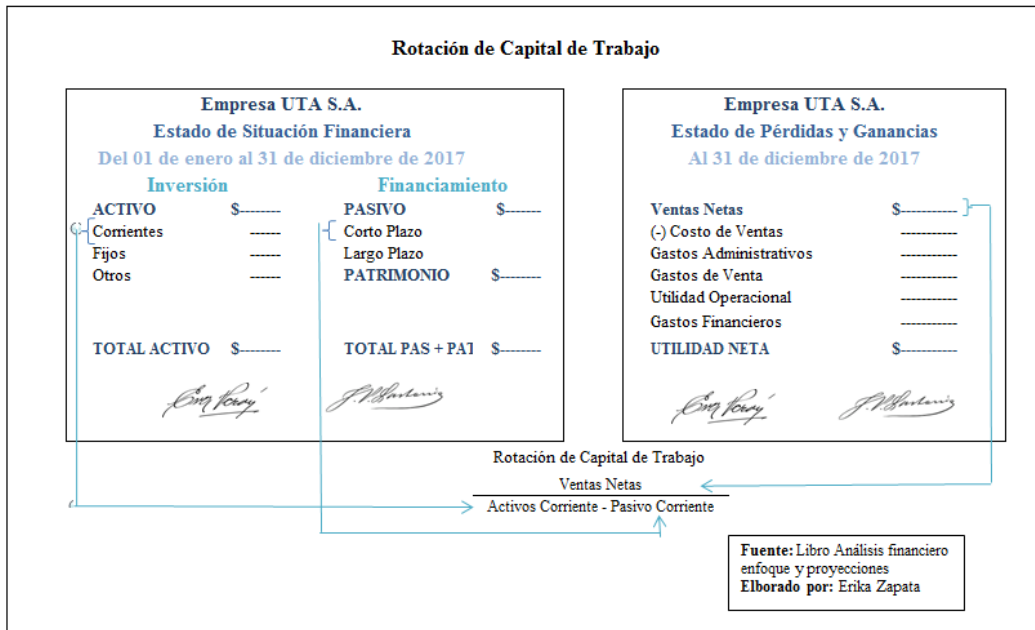 Rotación de Capital de Trabajo
Empresa UTA S.A.
Estado de Situación Financiera
Del 01 de enero al 31 de diciembre de 2017
Inversión Financiamiento
ACTIVO $------- PASIVO $-------
Corrientes ------ Corto Plazo
Fijos ------ Largo Plazo
Otros ------ PATRIMONIO $-------
TOTAL ACTIVO $------- TOTAL PAS + PAT $-------
Empresa UTA S.A.
Estado de Pérdidas y Ganancias
Al 31 de diciembre de 2017
Ventas Netas $-----------
(-) Costo de Ventas -----------
Gastos Administrativos -----------
Gastos de Venta -----------
Utilidad Operacional -----------
Gastos Financieros -----------
UTILIDAD NETA $-----------
Rotación de Capital de Trabajo
Ventas Netas
Activos Corriente - Pasivo Corriente
Fuente: Libro Análisis financiero
enfoque y proyecciones
Elborado por: Erika Zapata